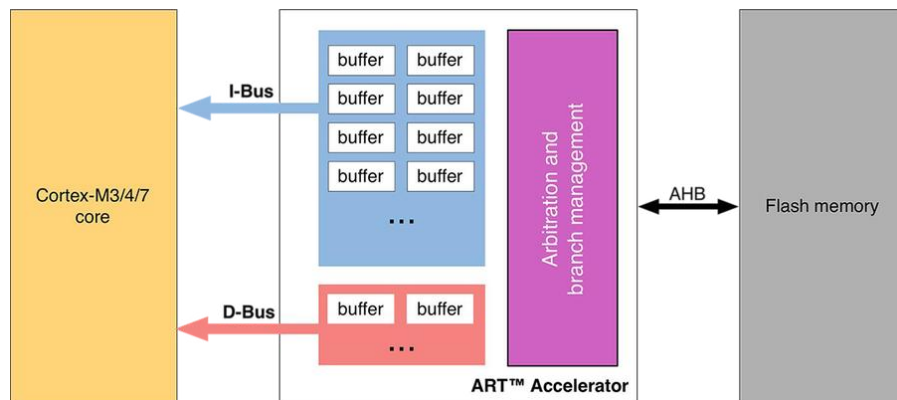 Cortex-M3/4/7
core
I-Bus
D-Bus
buffer buffer
buffer buffer
buffer buffer
buffer buffer
...
buffer buffer
...
Arbitration and
branch management
ART™ Accelerator
AHB
Flash memory